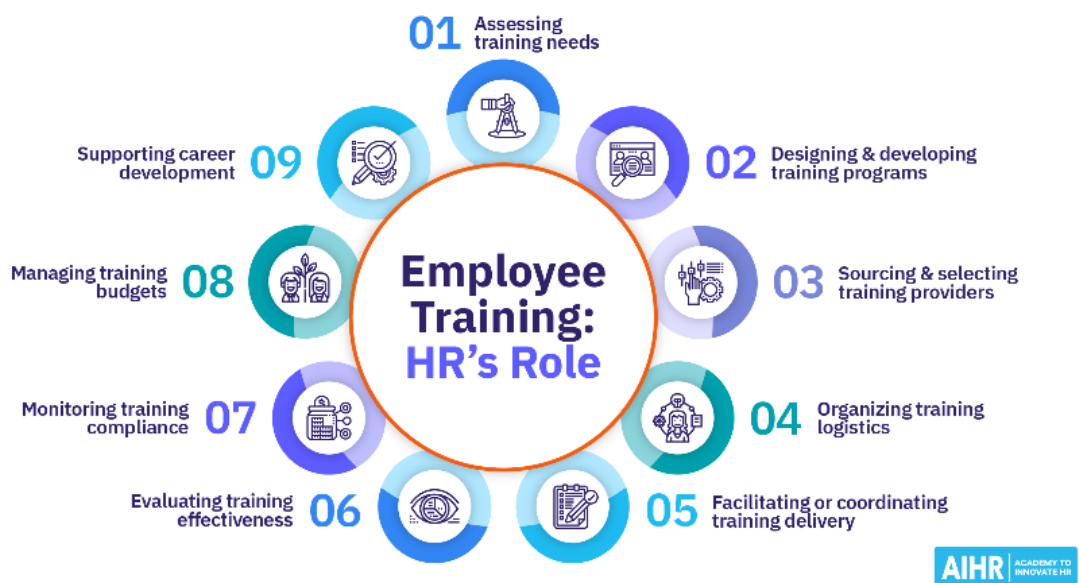 Employee
Training:
HR's Role
01
Assessing
training needs
02
Designing & developing
training programs
03
Sourcing & selecting
training providers
04
Organizing training
logistics
05
Facilitating or coordinating
training delivery
06
Evaluating training
effectiveness
07
Monitoring training
compliance
08
Managing training
budgets
09
Supporting career
development
AIHR
ACADEMY TO
INNOVATE HR